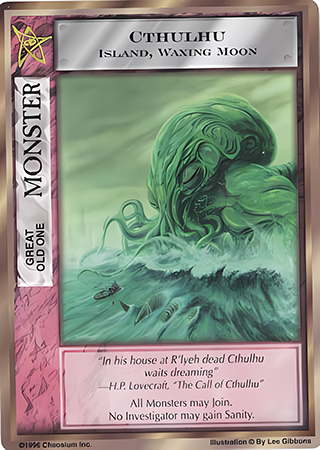 CTHULHU
ISLAND, WAXING MOON
MONSTER
GREAT
OLD ONE
"In his house at R'lyeh dead Cthulhu
waits dreaming"
—H.P. Lovecraft, "The Call of Cthulhu"
All Monsters may Join.
No Investigator may gain Sanity.
©1996 Chaosium Inc.
Illustration © By Lee Gibbons